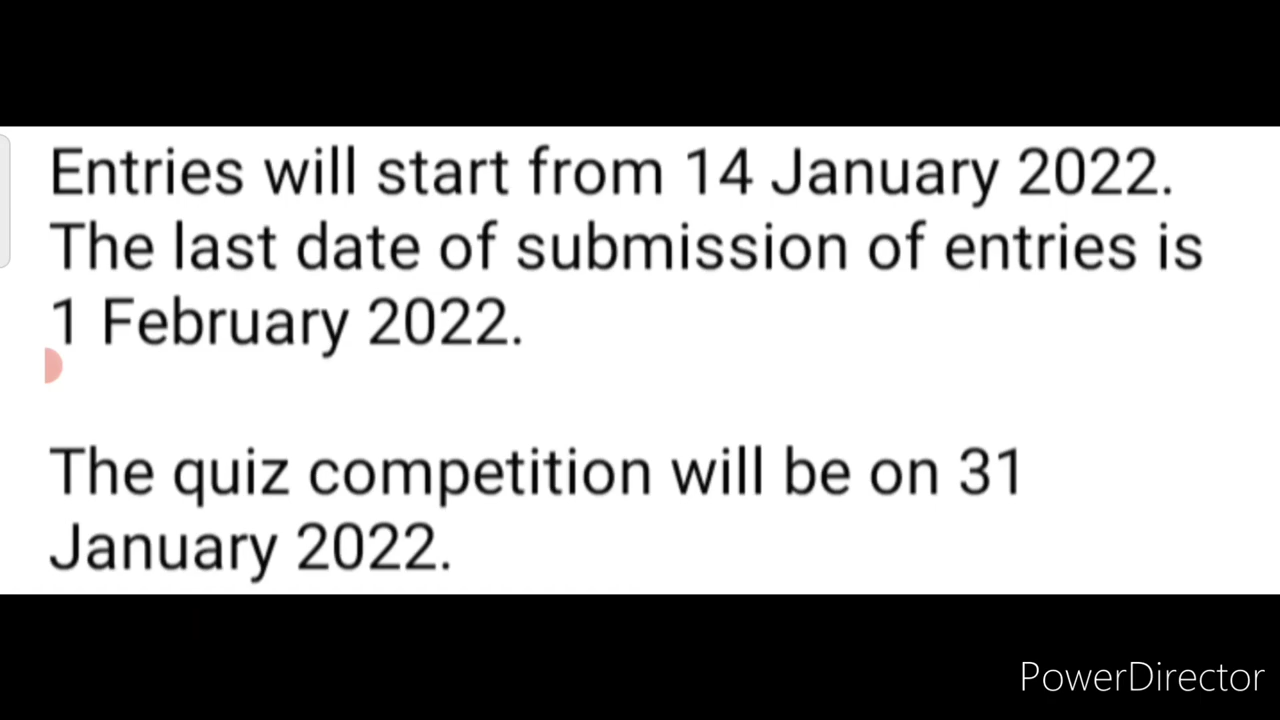 Entries will start from 14 January 2022.
The last date of submission of entries is
1 February 2022.
The quiz competition will be on 31
January 2022.
PowerDirector